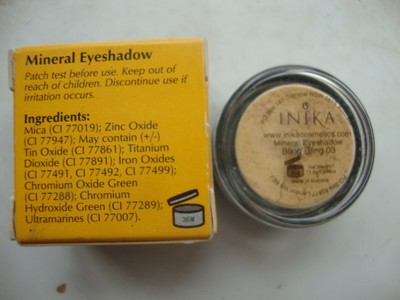 Mineral Eyeshadow
Patch test before use. Keep out of
reach of children. Discontinue use if
irritation occurs.
Ingredients:
Mica (CI 77019); Zinc Oxide
(CI 77947); May contain (+/-)
Tin Oxide (CI 77861); Titanium
Dioxide (CI 77891); Iron Oxides
(CI 77491, CI 77492, CI 77499);
Chromium Oxide Green
(CI 77288); Chromium
Hydroxide Green (CI 77289);
Ultramarines (CI 77007).
INIKA
www.inikacosmetics.com
Mineral Eyeshadow
03